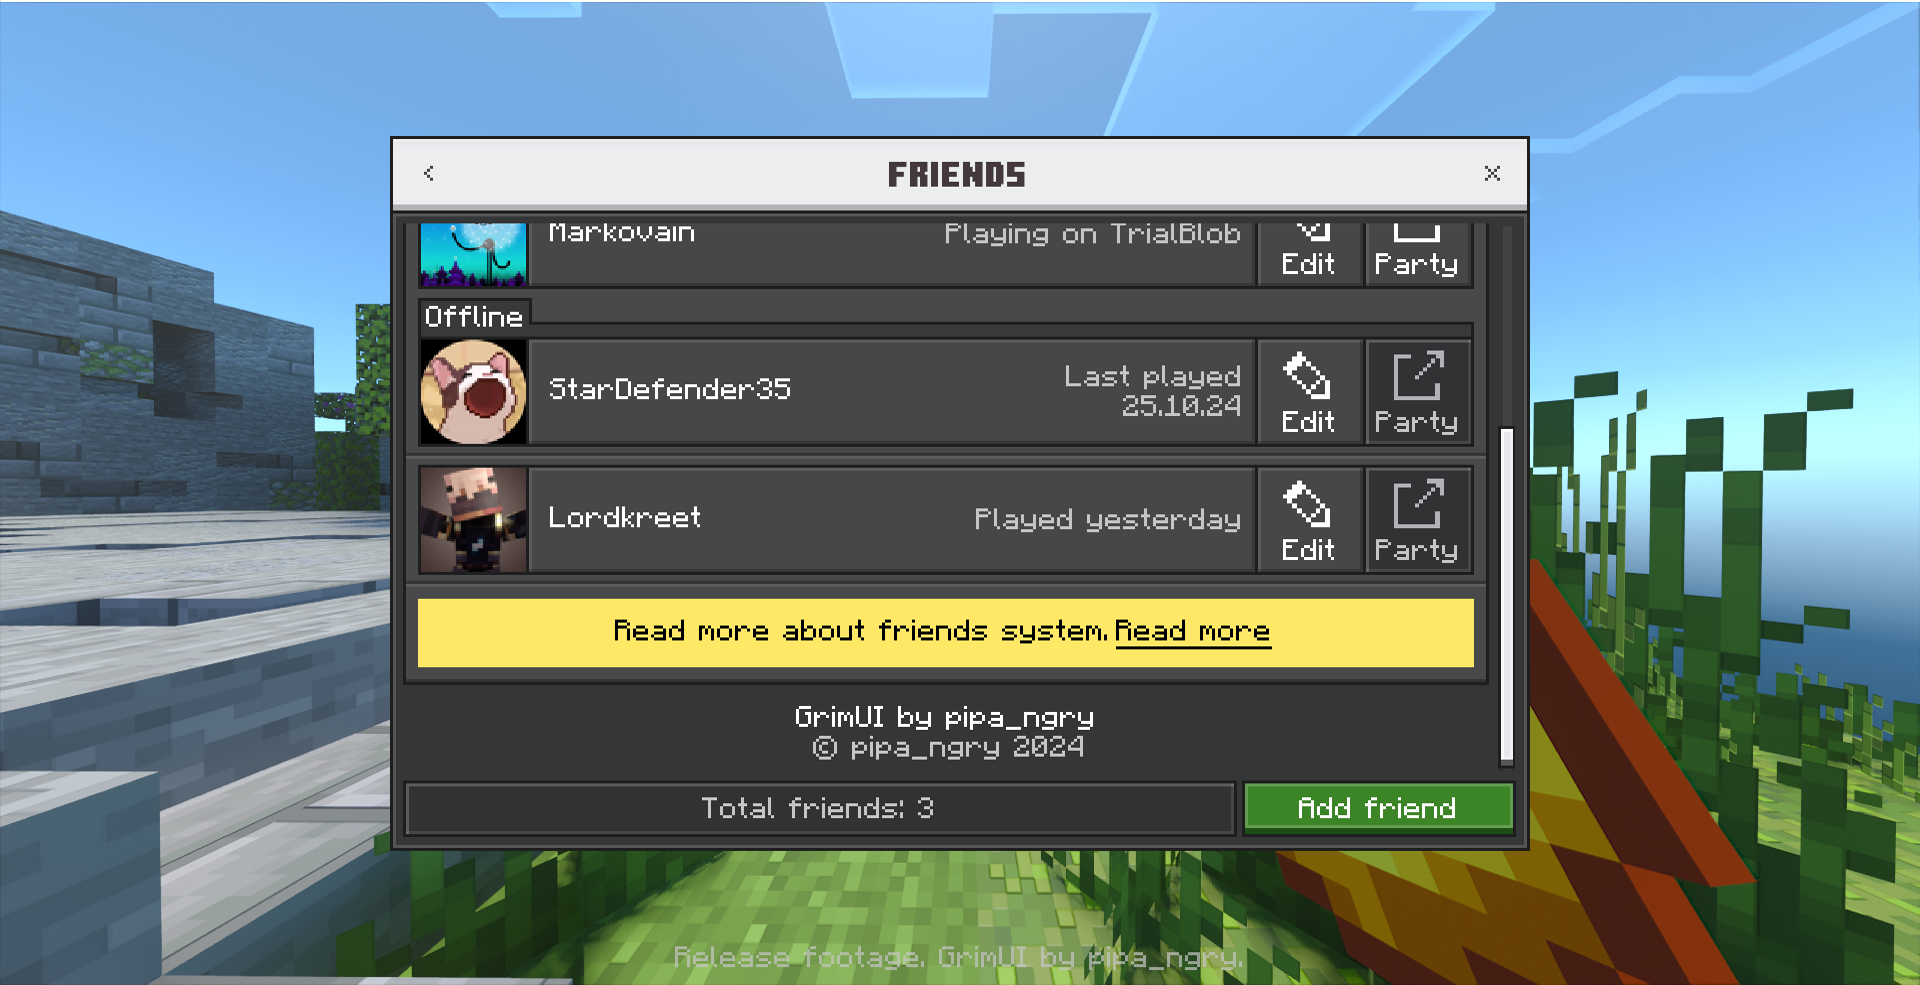 FRIENDS
Markovain
Playing on TrialBlob
Edit
Party
Offline
StarDefender35
Last played
25.10.24
Edit
Party
Lordkreet
Played yesterday
Edit
Party
Read more about friends system. Read more
GrimUI by pipa_ngry
© pipa_ngry 2024
Total friends: 3
Add friend
Release footage. GrimUI by pipa_ngry.